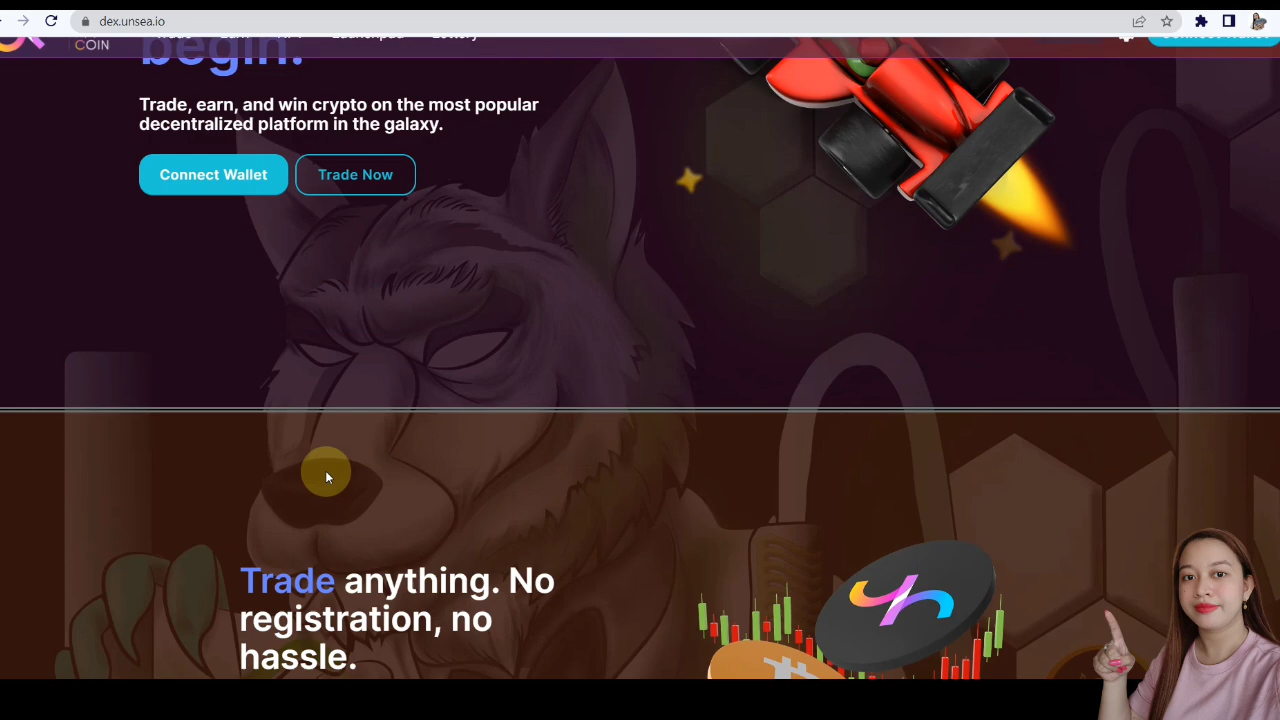 dex.unsea.io
COIN
begin.
Trade, earn, and win crypto on the most popular
decentralized platform in the galaxy.
Connect Wallet
Trade Now
Trade anything. No
registration, no
hassle.